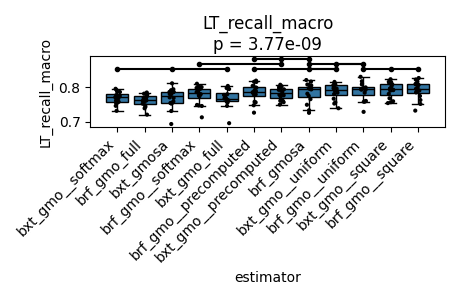 LT_recall_macro
p = 3.77e-09
LT_recall_macro
0.8
0.7
bxt_gmo__softmax
brf_gmo_full
bxt_gmosa
brf_gmo__softmax
bxt_gmo_full
brf_gmo__precomputed
bxt_gmo__precomputed
brf_gmosa
bxt_gmo__uniform
brf_gmo__uniform
bxt_gmo__square
brf_gmo__square
estimator